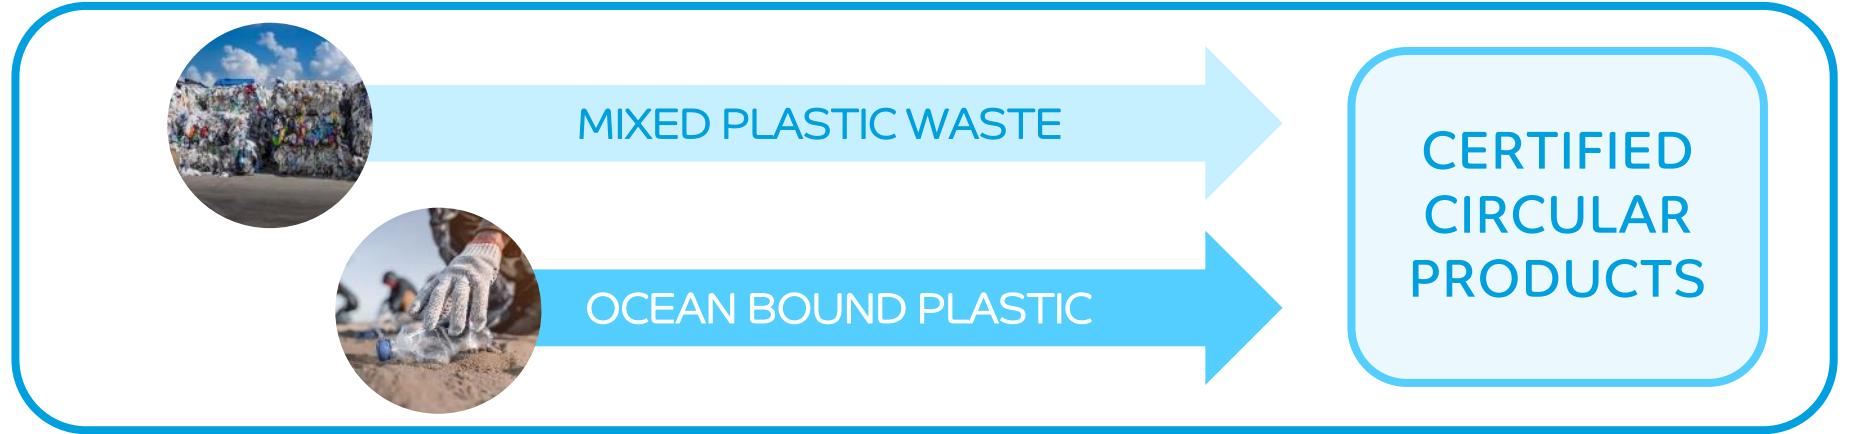 MIXED PLASTIC WASTE
OCEAN BOUND PLASTIC
CERTIFIED
CIRCULAR
PRODUCTS